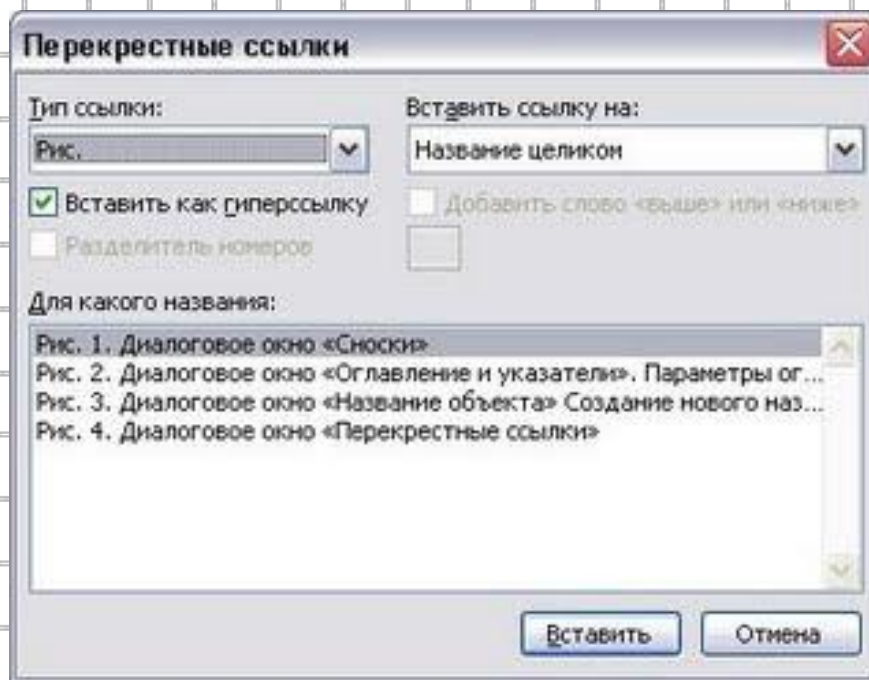 Перекрестные ссылки
Тип ссылки:
Вставить ссылку на:
Рис.
Название целиком
Вставить как гиперссылку
Добавить слово «выше» или «ниже»
Разделитель номеров
Для какого названия:
Рис. 1. Диалоговое окно «Сноски»
Рис. 2. Диалоговое окно «Оглавление и указатели». Параметры ог...
Рис. 3. Диалоговое окно «Название объекта» Создание нового наз...
Рис. 4. Диалоговое окно «Перекрестные ссылки»
Вставить
Отмена